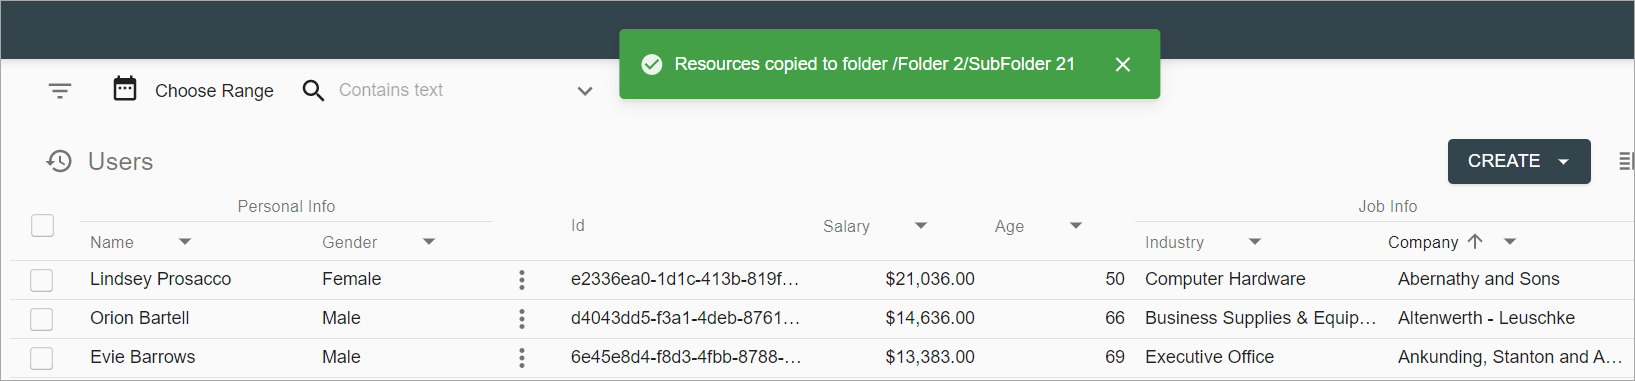 Resources copied to folder /Folder 2/SubFolder 21
Choose Range
Contains text
Users
CREATE
Personal Info
Job Info
Id
Salary
Age
Name
Gender
Industry
Company
Lindsey Prosacco Female e2336ea0-1d1c-413b-819f... $21,036.00 50 Computer Hardware Abernathy and Sons
Orion Bartell Male d4043dd5-f3a1-4deb-8761... $14,636.00 66 Business Supplies & Equip... Altenwerth - Leuschke
Evie Barrows Male 6e45e8d4-f8d3-4fbb-8788-... $13,383.00 69 Executive Office Ankunding, Stanton and A...